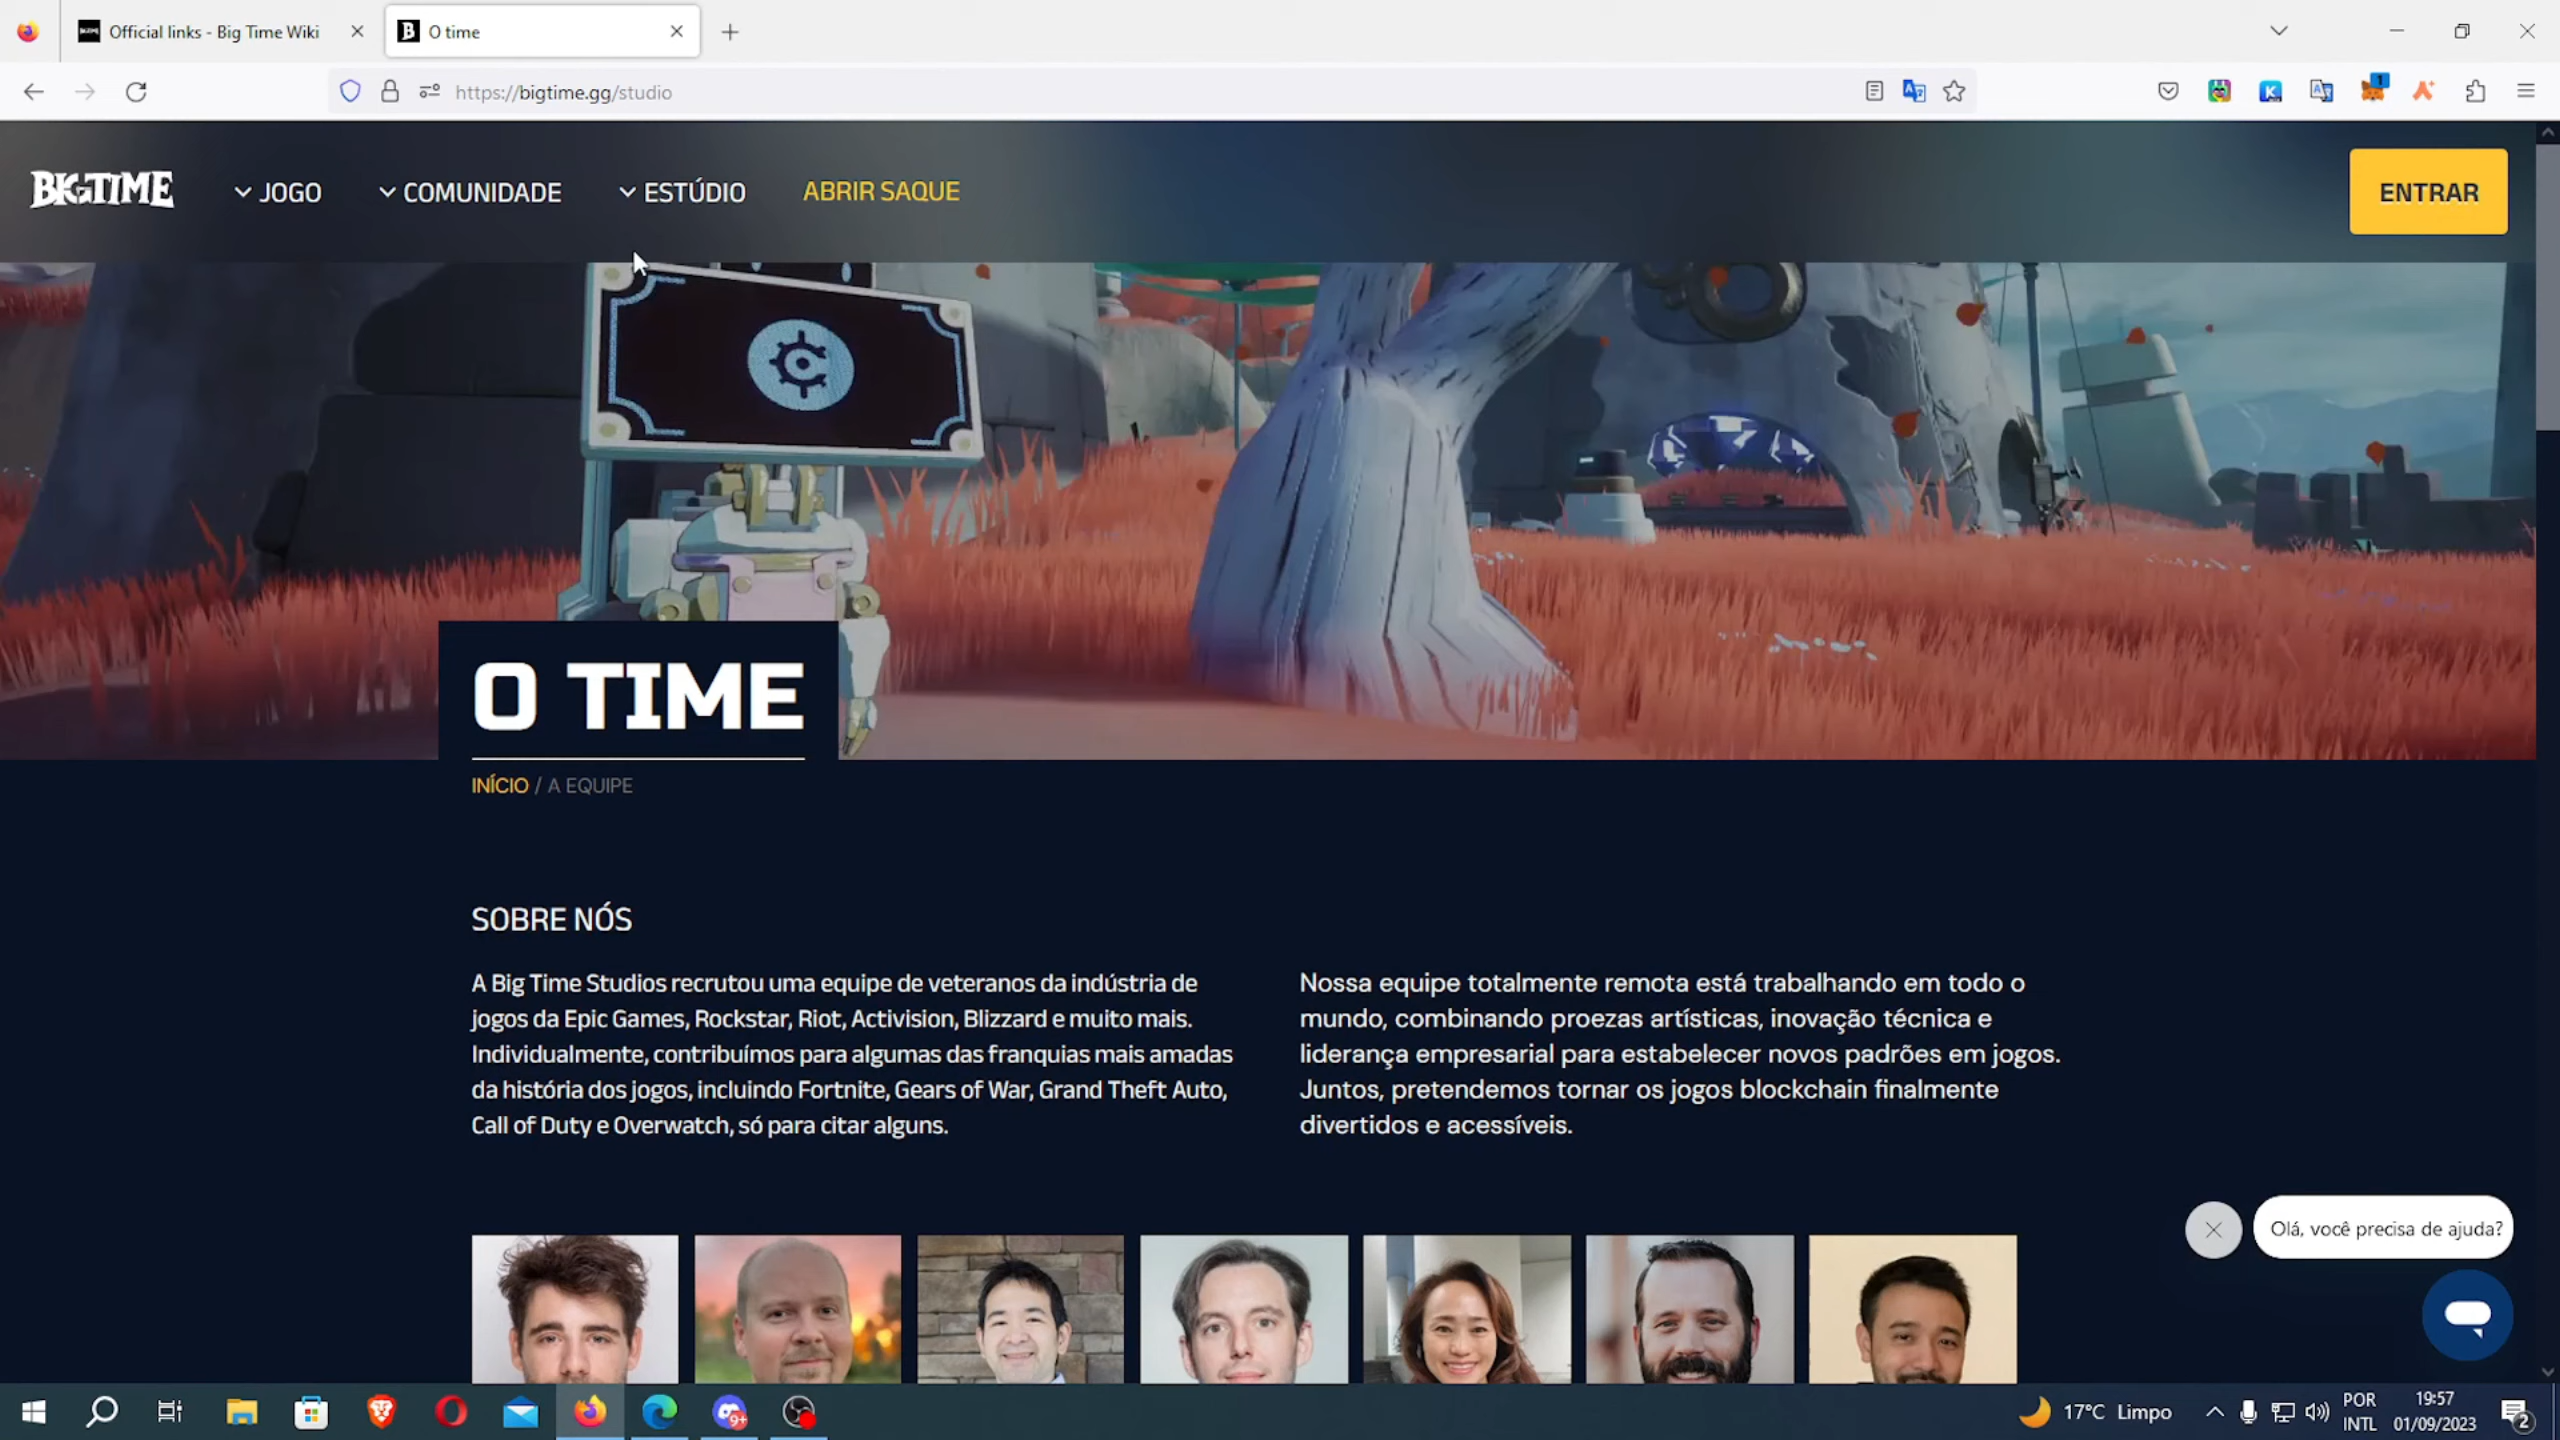 Official links - Big Time Wiki
O time
https://bigtime.gg/studio
BIGTIME
JOGO
COMUNIDADE
ESTÚDIO
ABRIR SAQUE
ENTRAR
O TIME
INÍCIO / A EQUIPE
SOBRE NÓS
A Big Time Studios recrutou uma equipe de veteranos da indústria de
jogos da Epic Games, Rockstar, Riot, Activision, Blizzard e muito mais.
Individualmente, contribuímos para algumas das franquias mais amadas
da história dos jogos, incluindo Fortnite, Gears of War, Grand Theft Auto,
Call of Duty e Overwatch, só para citar alguns.
Nossa equipe totalmente remota está trabalhando em todo o
mundo, combinando proezas artísticas, inovação técnica e
liderança empresarial para estabelecer novos padrões em jogos.
Juntos, pretendemos tornar os jogos blockchain finalmente
divertidos e acessíveis.
Olá, você precisa de ajuda?
9+
17°C Limpo
POR
INTL
19:57
01/09/2023
2